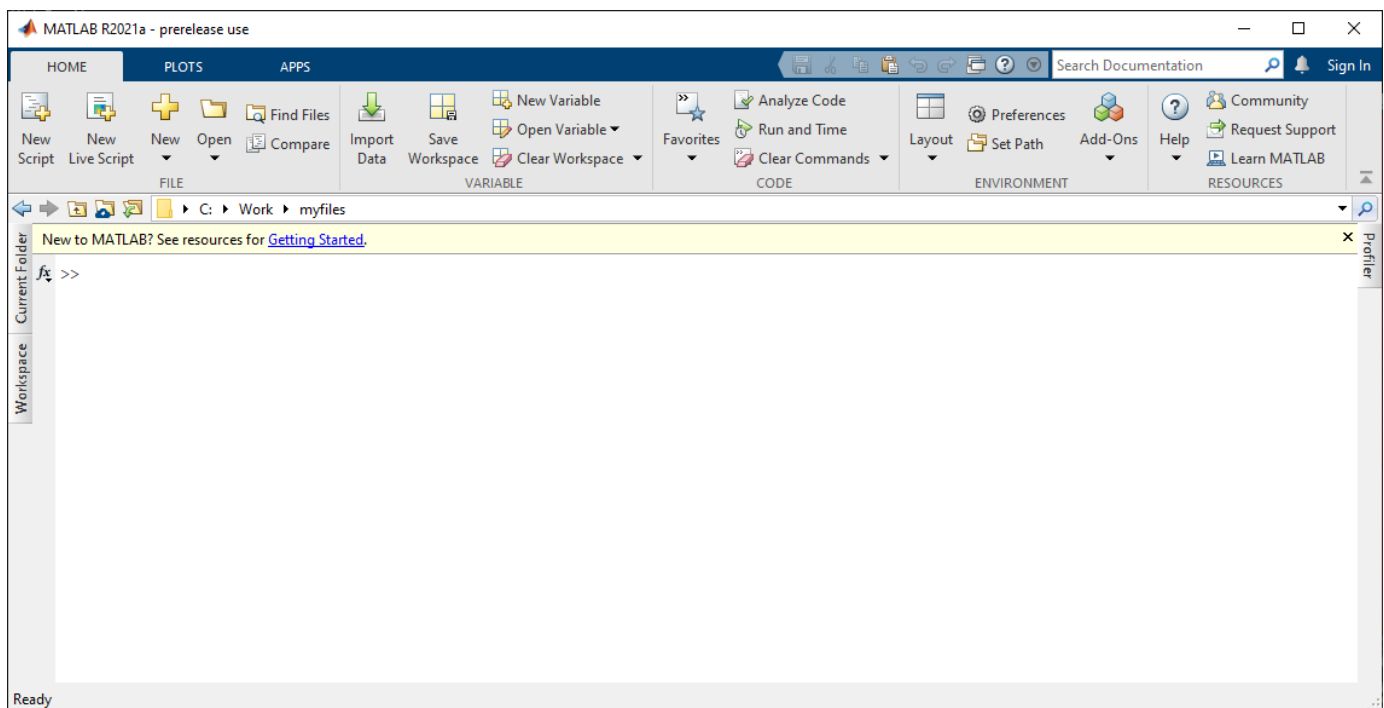 MATLAB R2021a - prerelease use
HOME PLOTS APPS Search Documentation Sign In
New Script
New Live Script
New
Open
Find Files
Compare
FILE
Import Data
Save Workspace
New Variable
Open Variable
Clear Workspace
VARIABLE
Favorites
Analyze Code
Run and Time
Clear Commands
CODE
Layout
Preferences
Set Path
Add-Ons
ENVIRONMENT
Help
Community
Request Support
Learn MATLAB
RESOURCES
C: Work myfiles
New to MATLAB? See resources for Getting Started.
Current Folder
Workspace
Profiler
fx >>
Ready